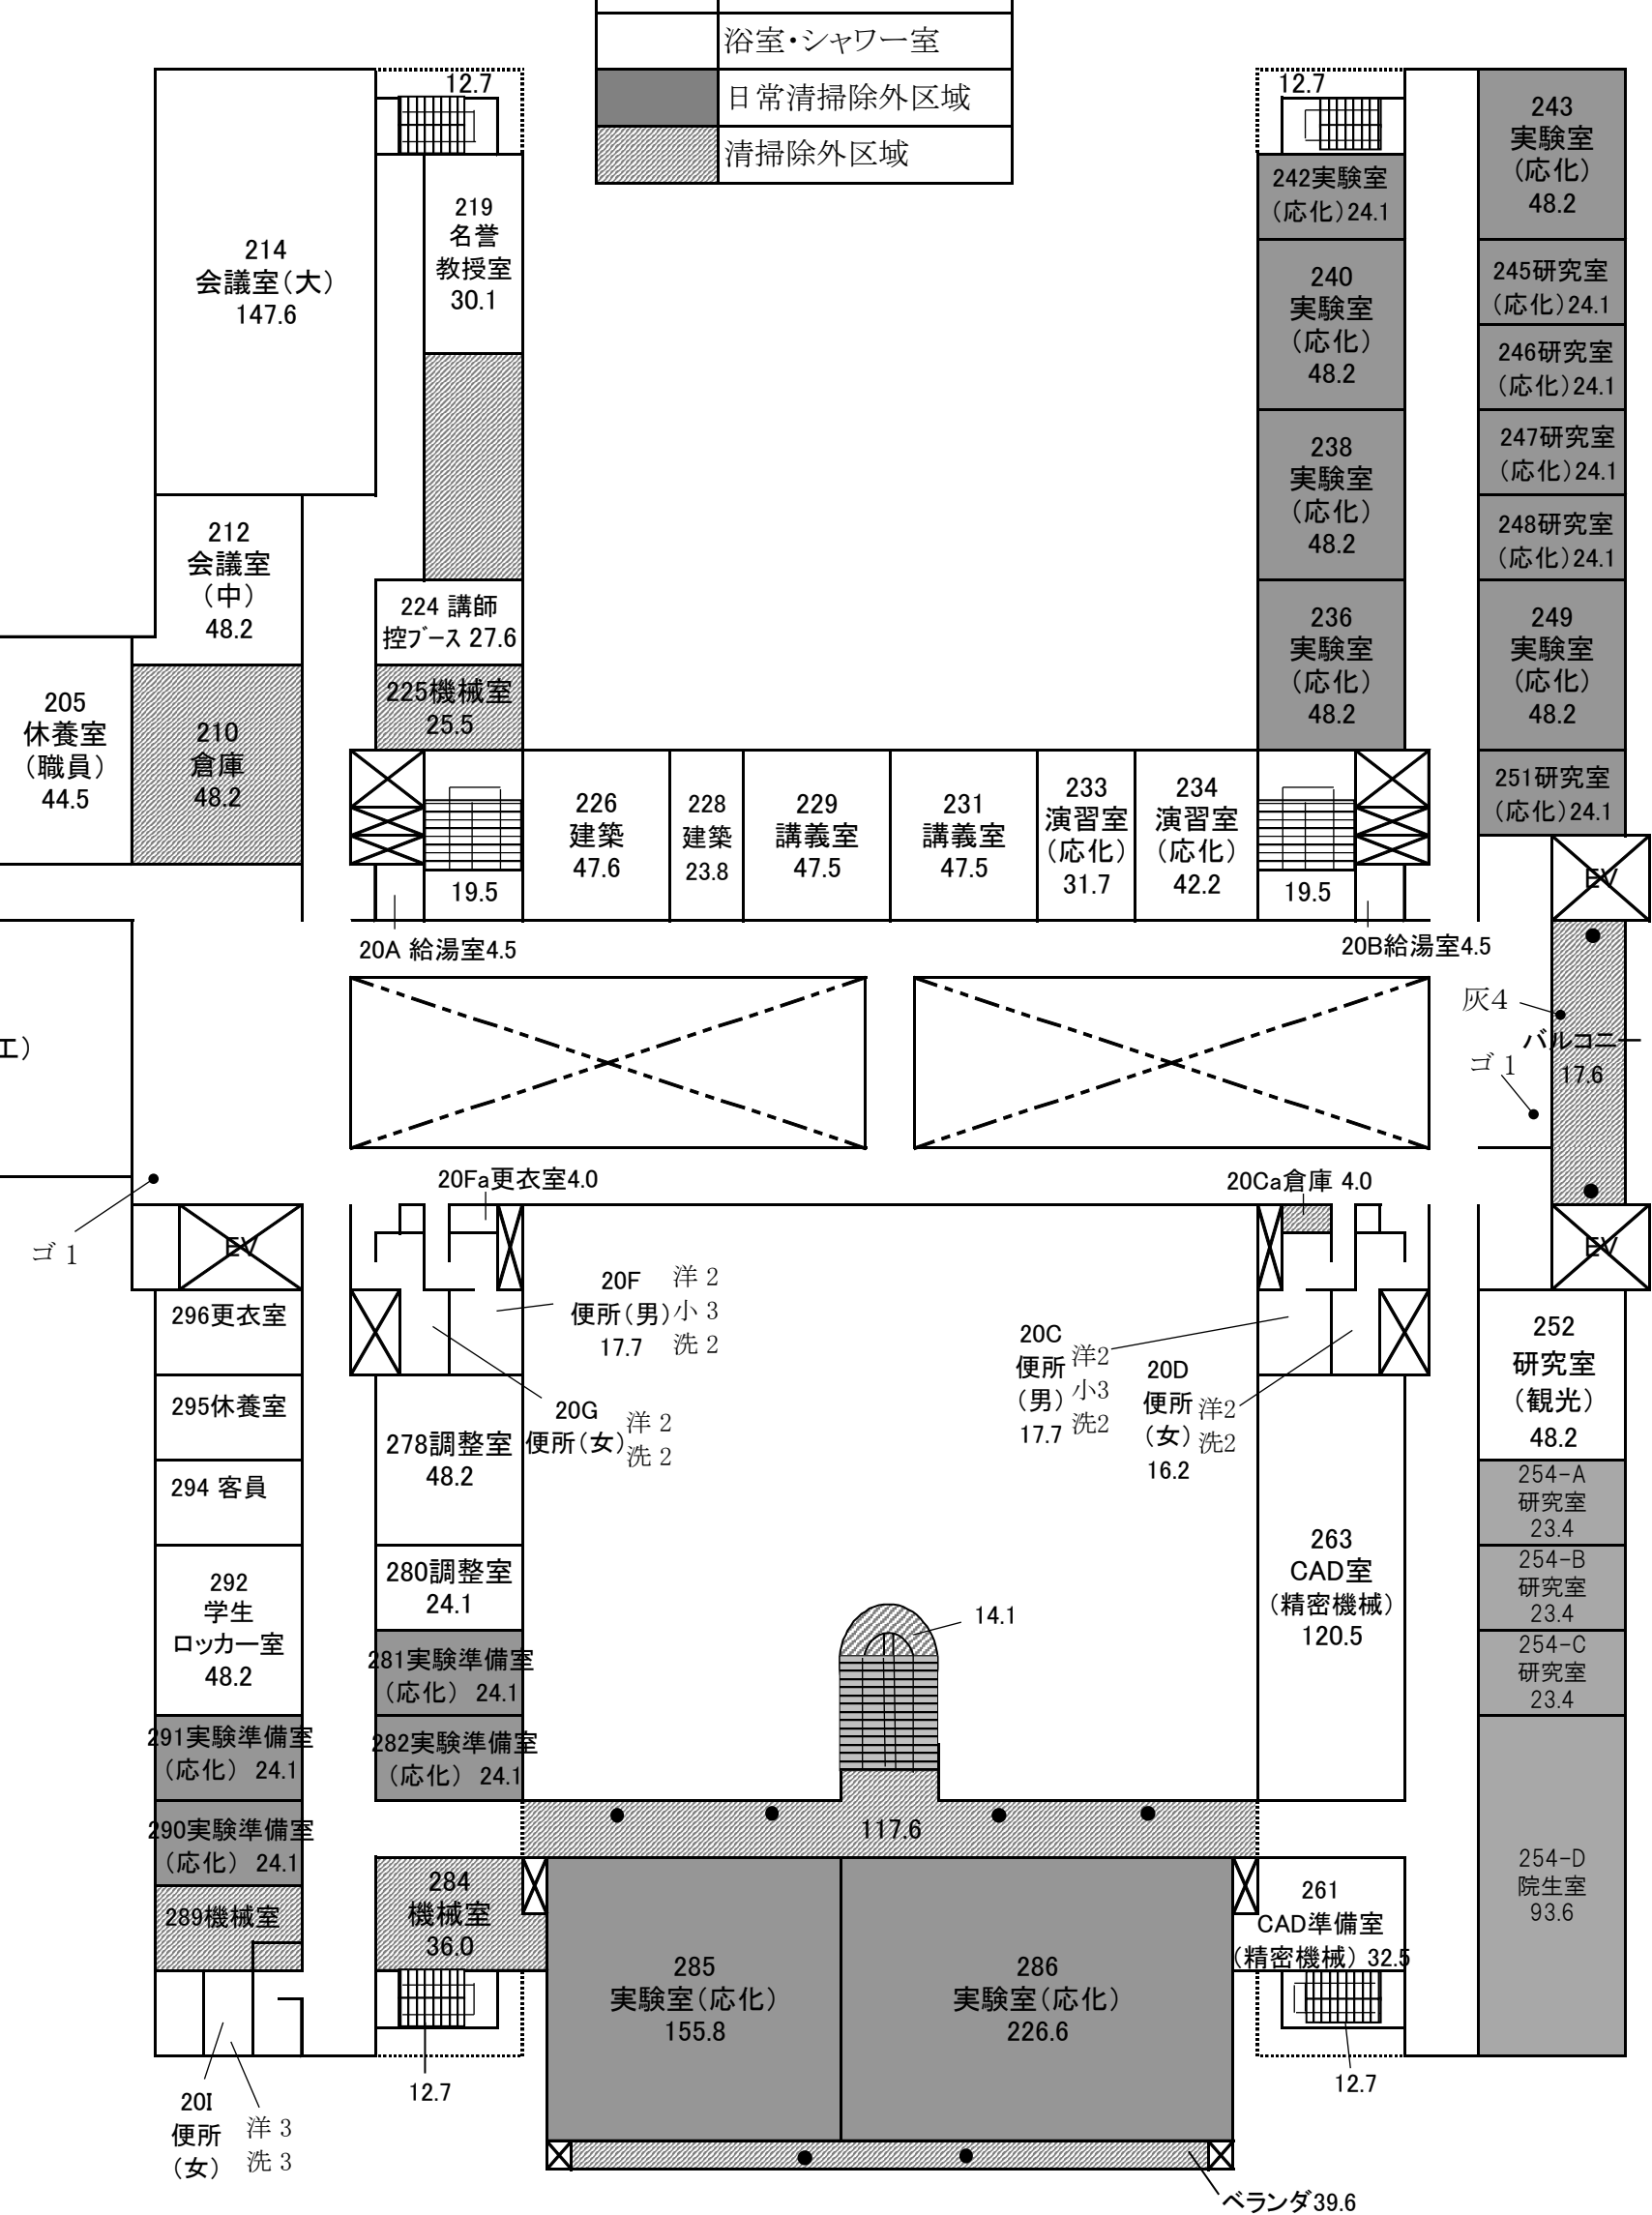 浴室・シャワー室
日常清掃除外区域
清掃除外区域
12.7
12.7
214
会議室（大）
147.6
219
名誉
教授室
30.1
242実験室
（応化）24.1
243
実験室
（応化）
48.2
240
実験室
（応化）
48.2
245研究室
（応化）24.1
246研究室
（応化）24.1
238
実験室
（応化）
48.2
247研究室
（応化）24.1
248研究室
（応化）24.1
212
会議室
（中）
48.2
224 講師
控ﾌﾞｰｽ 27.6
236
実験室
（応化）
48.2
249
実験室
（応化）
48.2
205
休養室
（職員）
44.5
210
倉庫
48.2
225機械室
25.5
251研究室
（応化）24.1
19.5
226
建築
47.6
228
建築
23.8
229
講義室
47.5
231
講義室
47.5
233
演習室
（応化）
31.7
234
演習室
（応化）
42.2
19.5
EV
20A 給湯室4.5
20B給湯室4.5
灰4
バルコニー
17.6
ゴ 1
工）
ゴ 1
20Fa更衣室4.0
20Ca倉庫 4.0
EV
EV
296更衣室
20F
便所（男）
17.7
洋 2
小 3
洗 2
20C
便所
（男）
17.7
洋2
小3
洗2
20D
便所
（女）
16.2
洋2
洗2
252
研究室
（観光）
48.2
295休養室
20G
便所（女）
洋 2
洗 2
278調整室
48.2
294 客員
254-A
研究室
23.4
292
学生
ロッカー室
48.2
280調整室
24.1
14.1
263
CAD室
（精密機械）
120.5
254-B
研究室
23.4
254-C
研究室
23.4
281実験準備室
（応化） 24.1
291実験準備室
（応化） 24.1
282実験準備室
（応化） 24.1
290実験準備室
（応化） 24.1
117.6
254-D
院生室
93.6
289機械室
284
機械室
36.0
285
実験室（応化）
155.8
286
実験室（応化）
226.6
261
CAD準備室
（精密機械） 32.5
12.7
12.7
20I
便所
（女）
洋 3
洗 3
ベランダ39.6